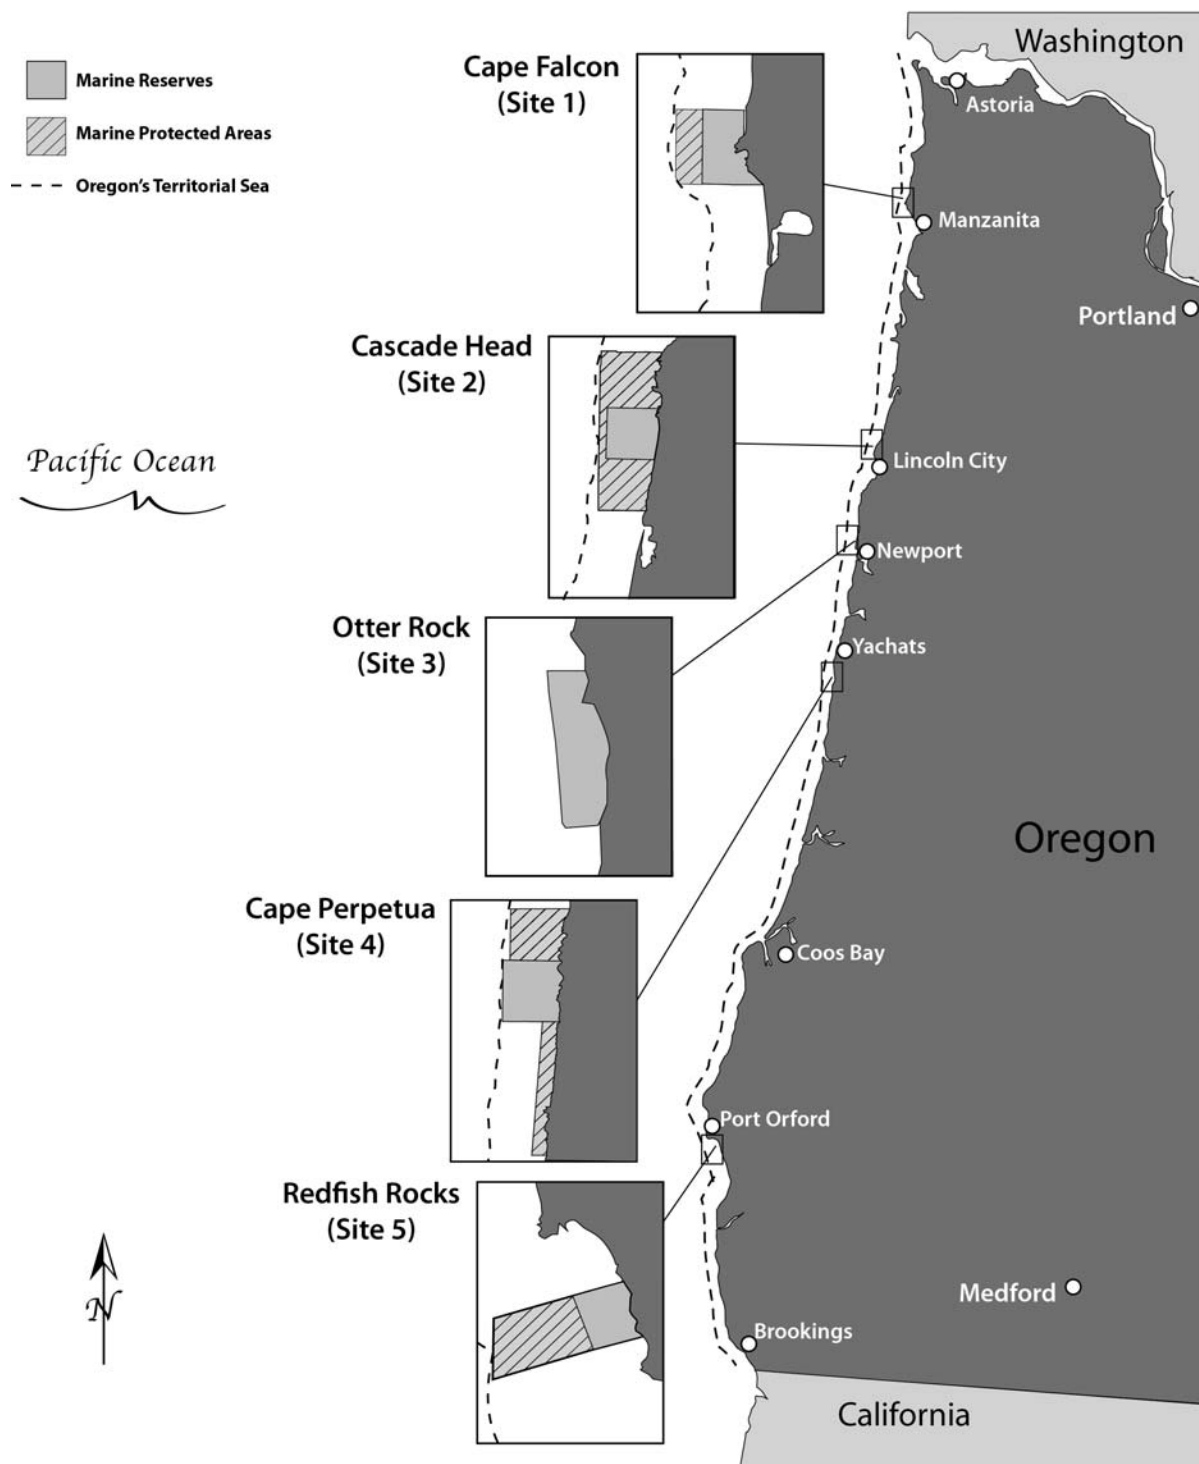 Washington
Cape Falcon
(Site 1)
Marine Reserves
Astoria
Marine Protected Areas
Oregon's Territorial Sea
Manzanita
Portland
Cascade Head
(Site 2)
Pacific Ocean
Lincoln City
Newport
Otter Rock
(Site 3)
Yachats
Oregon
Cape Perpetua
(Site 4)
Coos Bay
Port Orford
Redfish Rocks
(Site 5)
N
Medford
Brookings
California